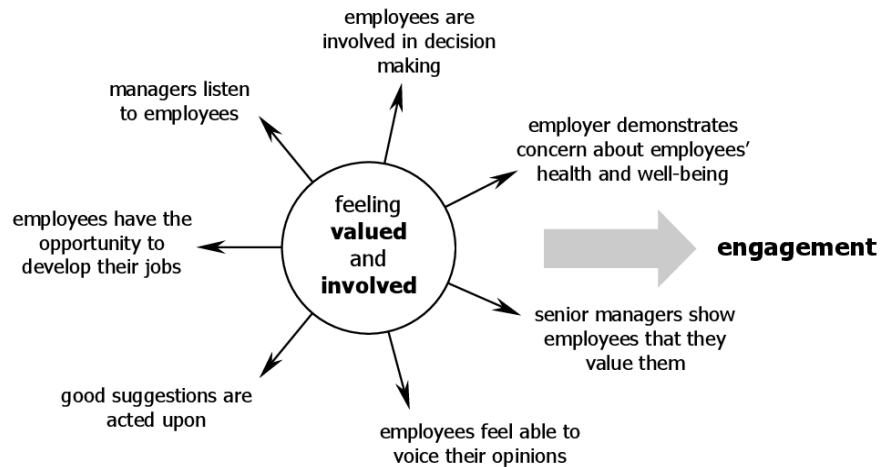 employees are
involved in decision
making
managers listen
to employees
employer demonstrates
concern about employees'
health and well-being
feeling
valued
and
involved
employees have the
opportunity to
develop their jobs
engagement
senior managers show
employees that they
value them
good suggestions are
acted upon
employees feel able to
voice their opinions